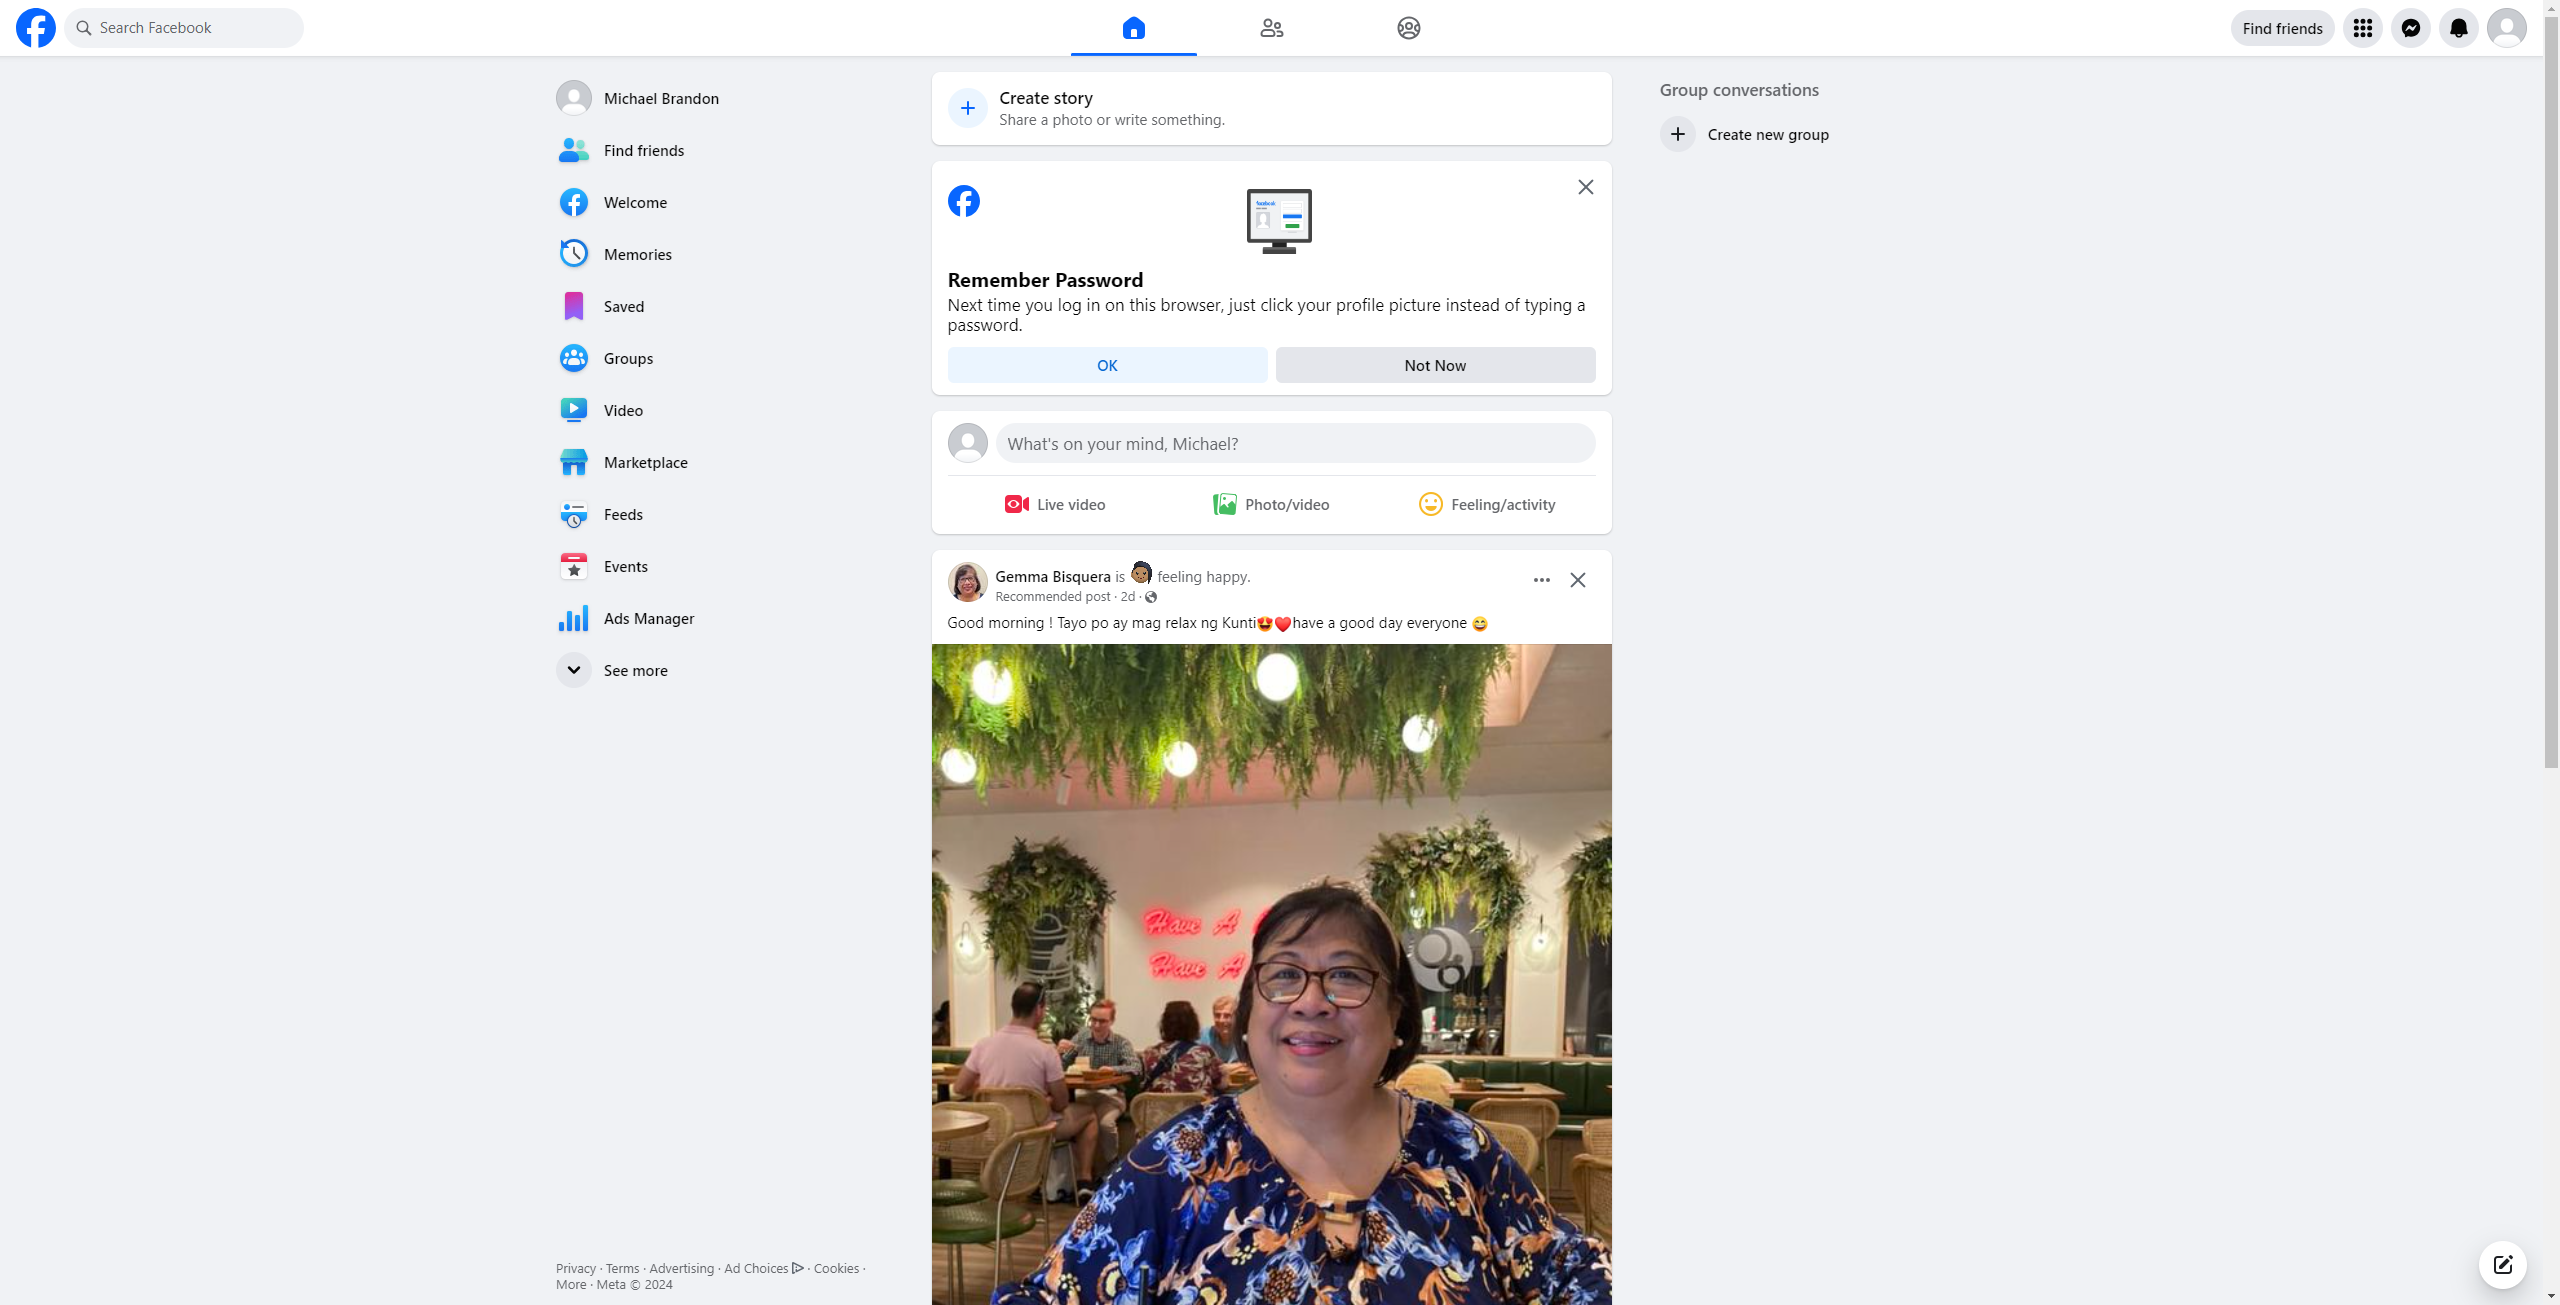 Search Facebook
Find friends
Michael Brandon
Find friends
Welcome
Memories
Saved
Groups
Video
Marketplace
Feeds
Events
Ads Manager
See more
Privacy · Terms · Advertising · Ad Choices · Cookies ·
More · Meta © 2024
Create story
Share a photo or write something.
facebook
Remember Password
Next time you log in on this browser, just click your profile picture instead of typing a
password.
OK
Not Now
What's on your mind, Michael?
Live video
Photo/video
Feeling/activity
Gemma Bisquera is feeling happy.
Recommended post · 2d ·
Good morning ! Tayo po ay mag relax ng Kunti😍❤️have a good day everyone 😄
Have A
Have A
Group conversations
Create new group